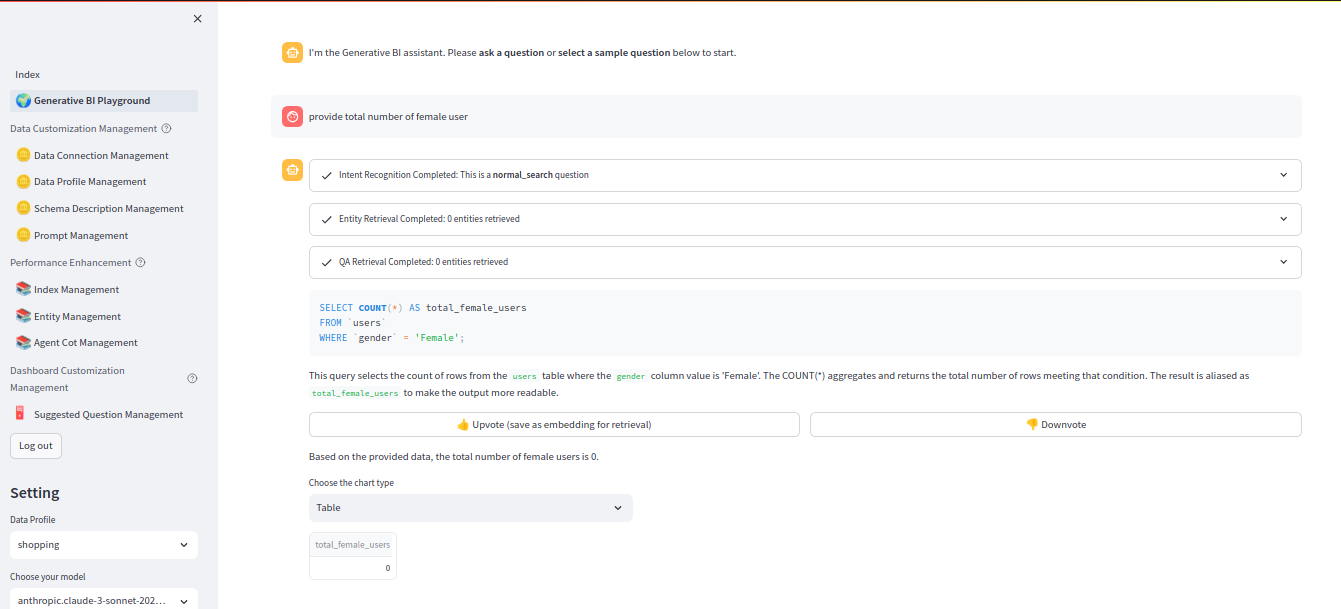 Index
Generative BI Playground
Data Customization Management
Data Connection Management
Data Profile Management
Schema Description Management
Prompt Management
Performance Enhancement
Index Management
Entity Management
Agent Cot Management
Dashboard Customization
Management
Suggested Question Management
Log out
Setting
Data Profile
shopping
Choose your model
anthropic.claude-3-sonnet-202...
I'm the Generative BI assistant. Please ask a question or select a sample question below to start.
provide total number of female user
Intent Recognition Completed: This is a normal_search question
Entity Retrieval Completed: 0 entities retrieved
QA Retrieval Completed: 0 entities retrieved
SELECT COUNT(*) AS total_female_users
FROM `users`
WHERE `gender` = 'Female';
This query selects the count of rows from the users table where the gender column value is 'Female'. The COUNT(*) aggregates and returns the total number of rows meeting that condition. The result is aliased as
total_female_users to make the output more readable.
Upvote (save as embedding for retrieval)
Downvote
Based on the provided data, the total number of female users is 0.
Choose the chart type
Table
total_female_users
0